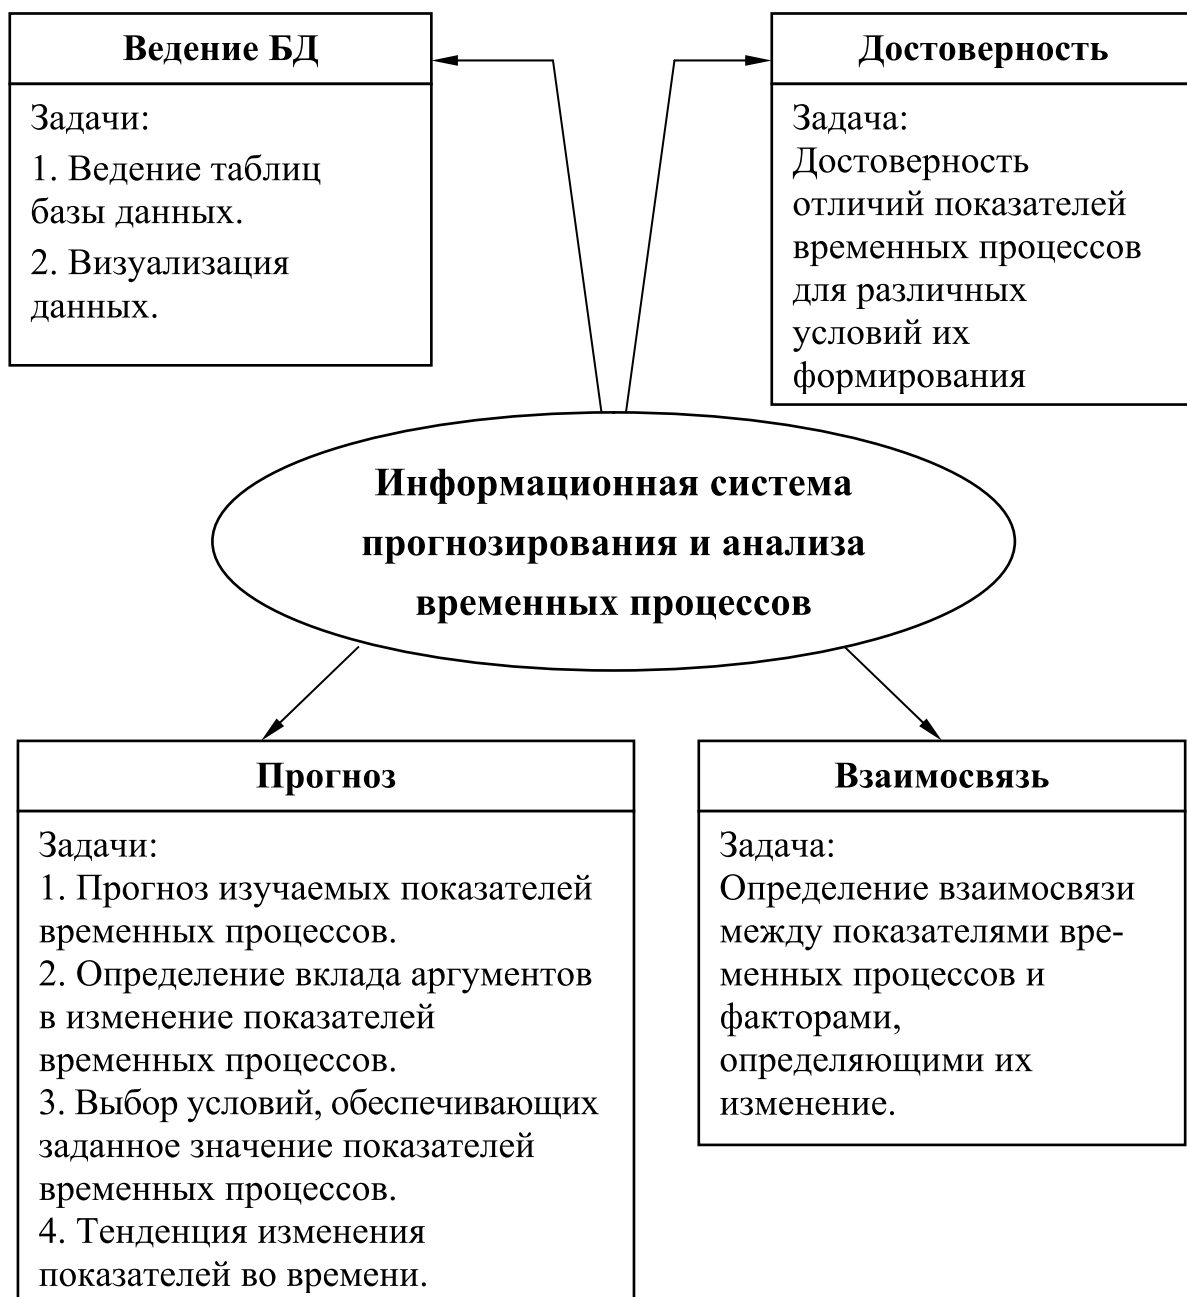 Ведение БД
Задачи:
1. Ведение таблиц
базы данных.
2. Визуализация
данных.
Достоверность
Задача:
Достоверность
отличий показателей
временных процессов
для различных
условий их
формирования
Информационная система
прогнозирования и анализа
временных процессов
Прогноз
Задачи:
1. Прогноз изучаемых показателей
временных процессов.
2. Определение вклада аргументов
в изменение показателей
временных процессов.
3. Выбор условий, обеспечивающих
заданное значение показателей
временных процессов.
4. Тенденция изменения
показателей во времени.
Взаимосвязь
Задача:
Определение взаимосвязи
между показателями вре-
менных процессов и
факторами,
определяющими их
изменение.